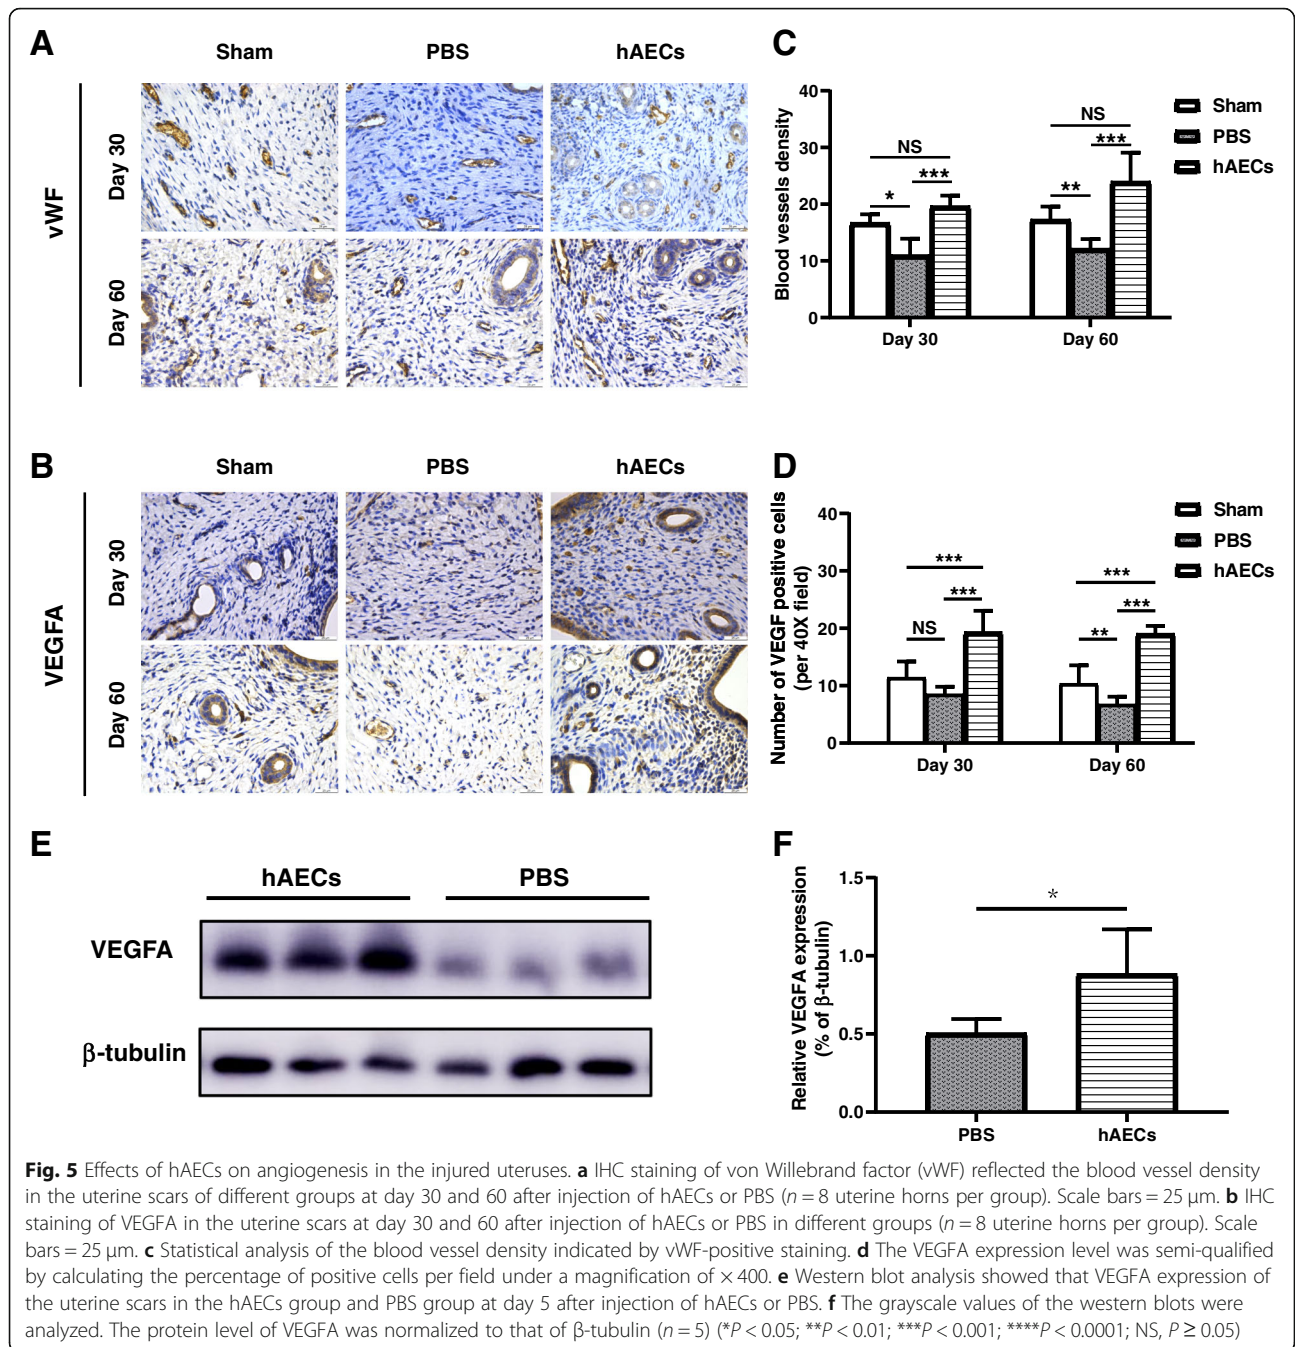 A
Sham
PBS
hAECs
vWF
Day 30
Day 60
C
Blood vessels density
40
30
20
10
0
NS
*
***
NS
**
***
Day 30
Day 60
Sham
PBS
hAECs
B
Sham
PBS
hAECs
VEGFA
Day 30
Day 60
D
Number of VEGF positive cells
(per 40X field)
40
30
20
10
0
***
***
NS
***
***
**
Day 30
Day 60
Sham
PBS
hAECs
E
hAECs
PBS
VEGFA
β-tubulin
F
Relative VEGFA expression
(% of β-tubulin)
1.5
1.0
0.5
0.0
*
PBS
hAECs
Fig. 5 Effects of hAECs on angiogenesis in the injured uteruses. a IHC staining of von Willebrand factor (vWF) reflected the blood vessel density
in the uterine scars of different groups at day 30 and 60 after injection of hAECs or PBS (n = 8 uterine horns per group). Scale bars = 25 μm. b IHC
staining of VEGFA in the uterine scars at day 30 and 60 after injection of hAECs or PBS in different groups (n = 8 uterine horns per group). Scale
bars = 25 μm. c Statistical analysis of the blood vessel density indicated by vWF-positive staining. d The VEGFA expression level was semi-qualified
by calculating the percentage of positive cells per field under a magnification of × 400. e Western blot analysis showed that VEGFA expression of
the uterine scars in the hAECs group and PBS group at day 5 after injection of hAECs or PBS. f The grayscale values of the western blots were
analyzed. The protein level of VEGFA was normalized to that of β-tubulin (n = 5) (*P < 0.05; **P < 0.01; ***P < 0.001; ****P < 0.0001; NS, P ≥ 0.05)